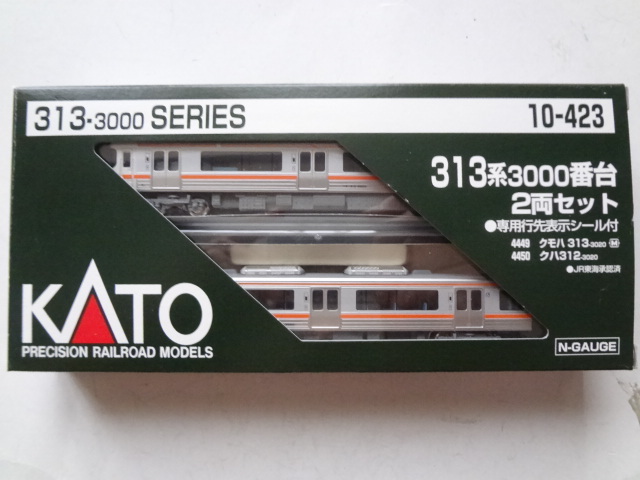 313-3000 SERIES
10-423
313系3000番台
2両セット
●専用行先表示シール付
4449 クモハ313-3020 Ⓜ
4450 クハ312-3020
●JR東海承認済
KATO
PRECISION RAILROAD MODELS
N-GAUGE